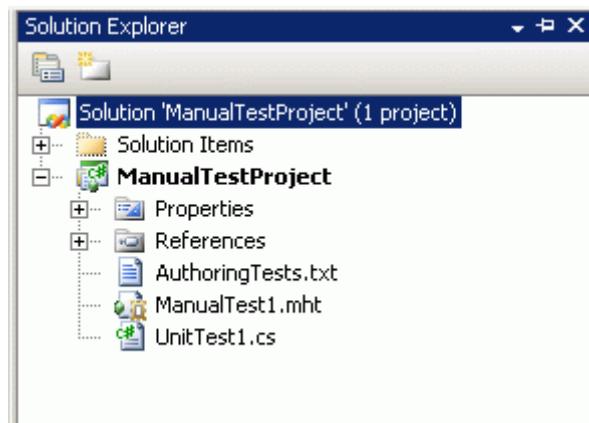 Solution Explorer
Solution 'ManualTestProject' (1 project)
Solution Items
ManualTestProject
Properties
References
AuthoringTests.txt
ManualTest1.mht
UnitTest1.cs